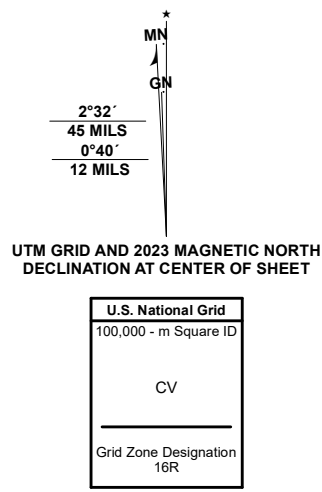 MN
GN
2°32´
45 MILS
0°40´
12 MILS
UTM GRID AND 2023 MAGNETIC NORTH
DECLINATION AT CENTER OF SHEET
U.S. National Grid
100,000 - m Square ID
CV
Grid Zone Designation
16R